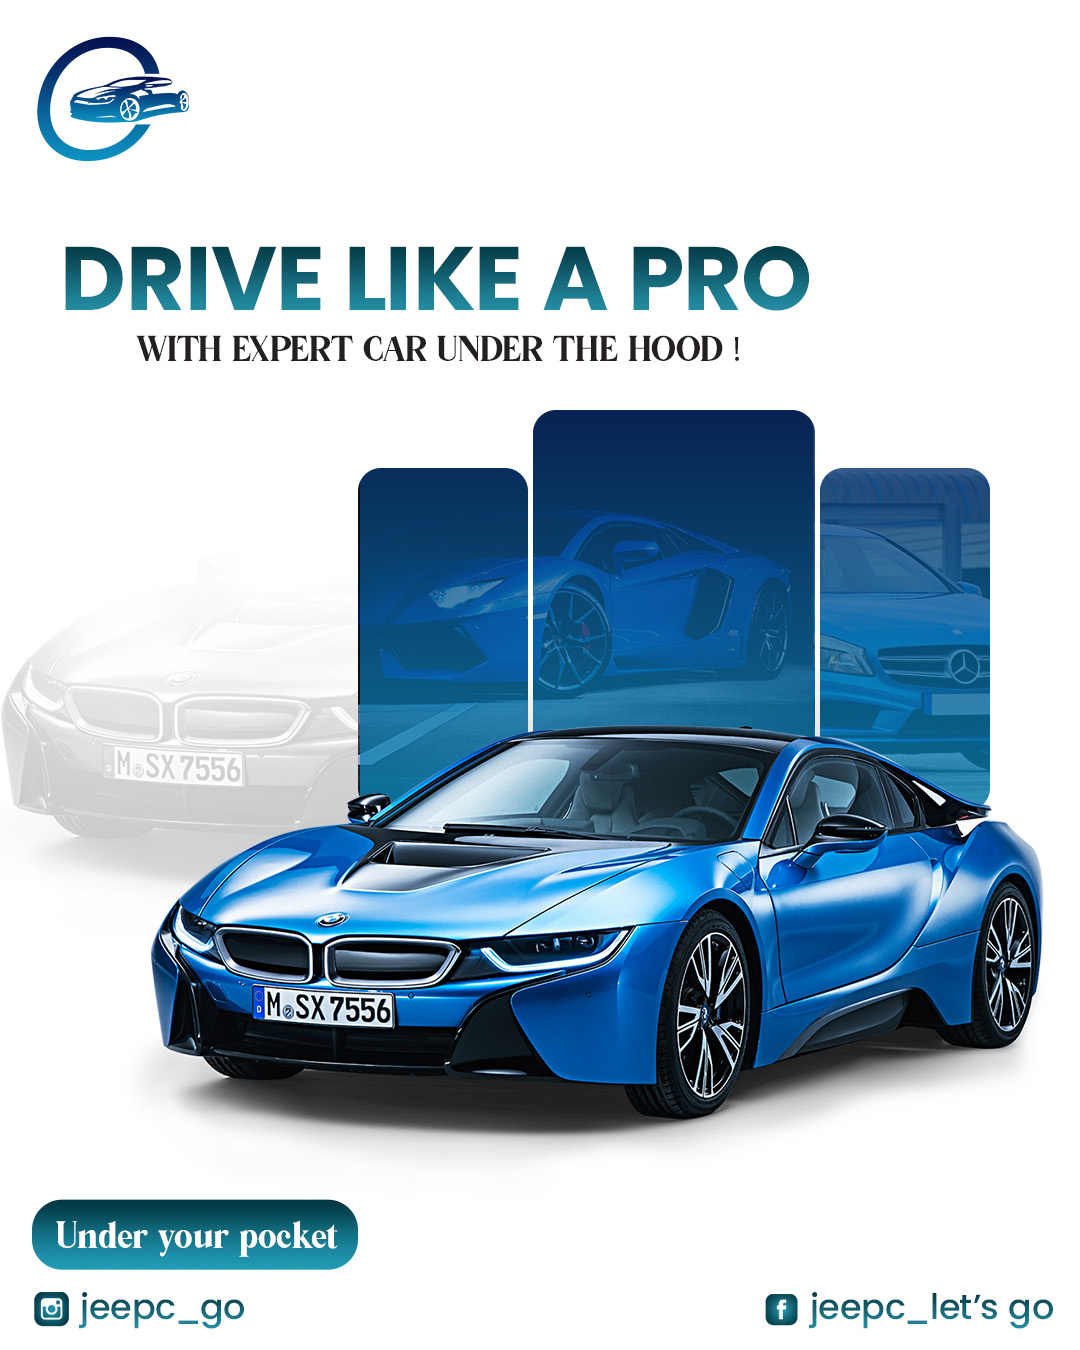 DRIVE LIKE A PRO
WITH EXPERT CAR UNDER THE HOOD !
M SX 7556
D M SX 7556
Under your pocket
jeepc_go
jeepc_let’s go